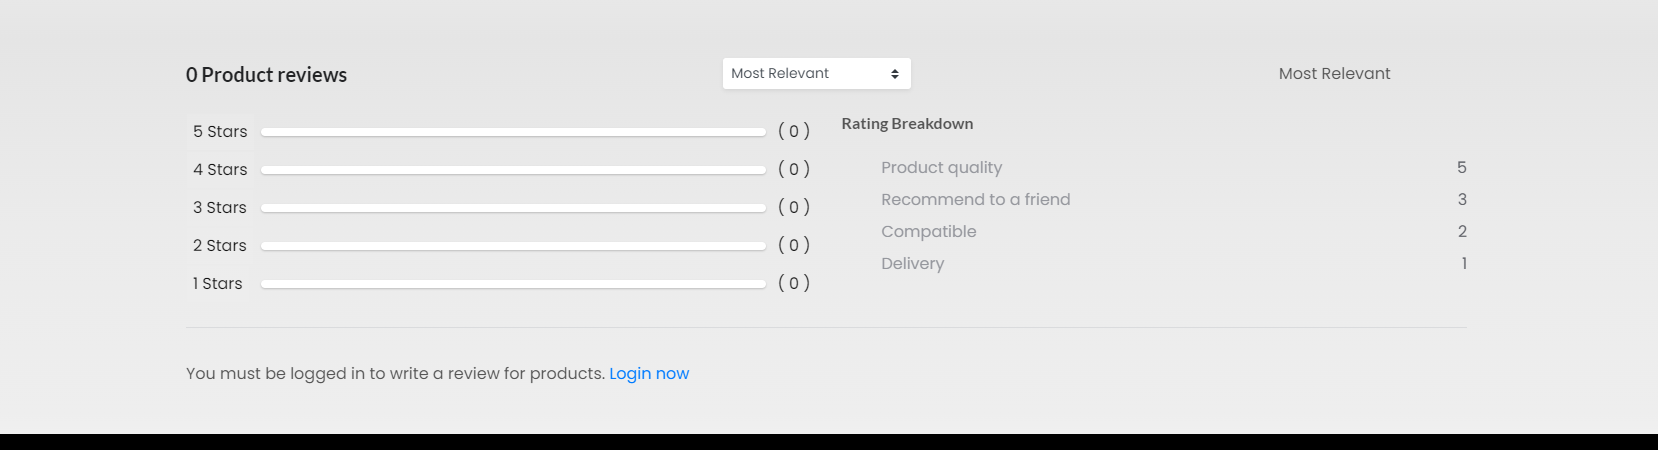 0 Product reviews
Most Relevant
Most Relevant
5 Stars ( 0 )
4 Stars ( 0 )
3 Stars ( 0 )
2 Stars ( 0 )
1 Stars ( 0 )
Rating Breakdown
Product quality 5
Recommend to a friend 3
Compatible 2
Delivery 1
You must be logged in to write a review for products. Login now